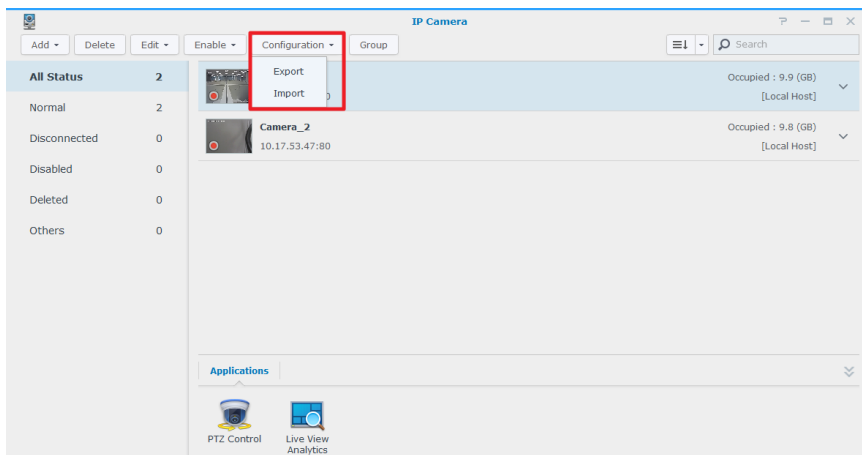 IP Camera
Add Delete Edit Enable Configuration Group Search
All Status 2
Normal 2
Disconnected 0
Disabled 0
Deleted 0
Others 0
Export
Import
Occupied : 9.9 (GB)
[Local Host]
Camera_2
10.17.53.47:80
Occupied : 9.8 (GB)
[Local Host]
Applications
PTZ Control
Live View
Analytics